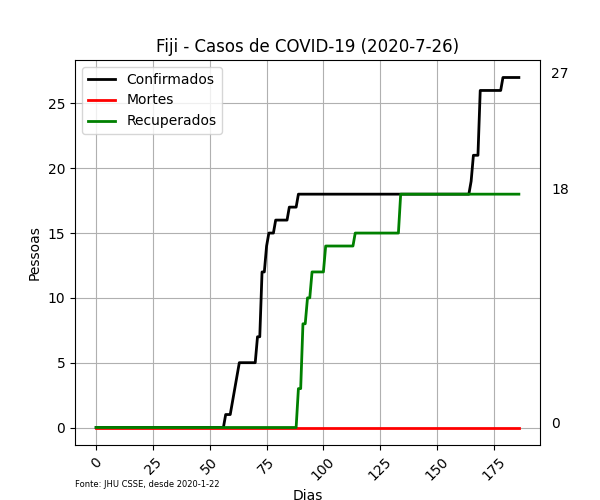 Fiji - Casos de COVID-19 (2020-7-26)
Confirmados
Mortes
Recuperados
27
18
0
25
20
15
10
5
0
Pessoas
0
25
50
75
100
125
150
175
Fonte: JHU CSSE, desde 2020-1-22
Dias